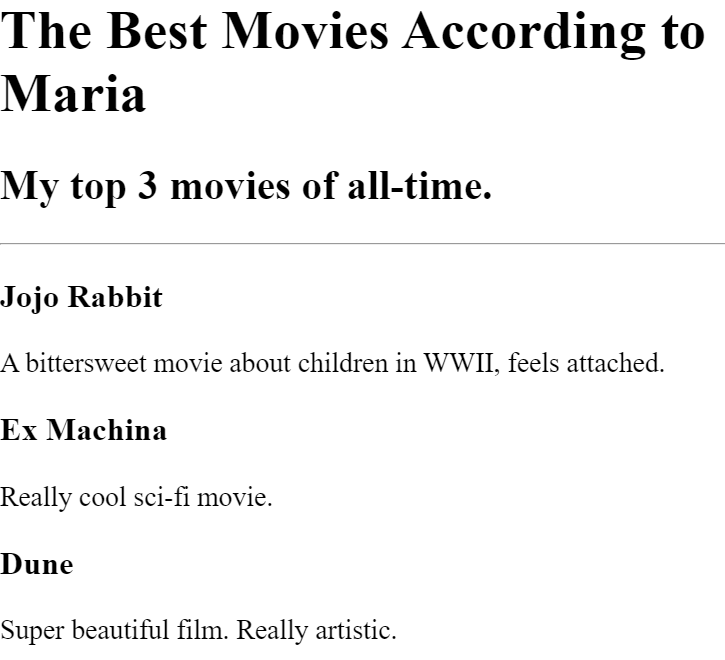 The Best Movies According to
Maria
My top 3 movies of all-time.
Jojo Rabbit
A bittersweet movie about children in WWII, feels attached.
Ex Machina
Really cool sci-fi movie.
Dune
Super beautiful film. Really artistic.